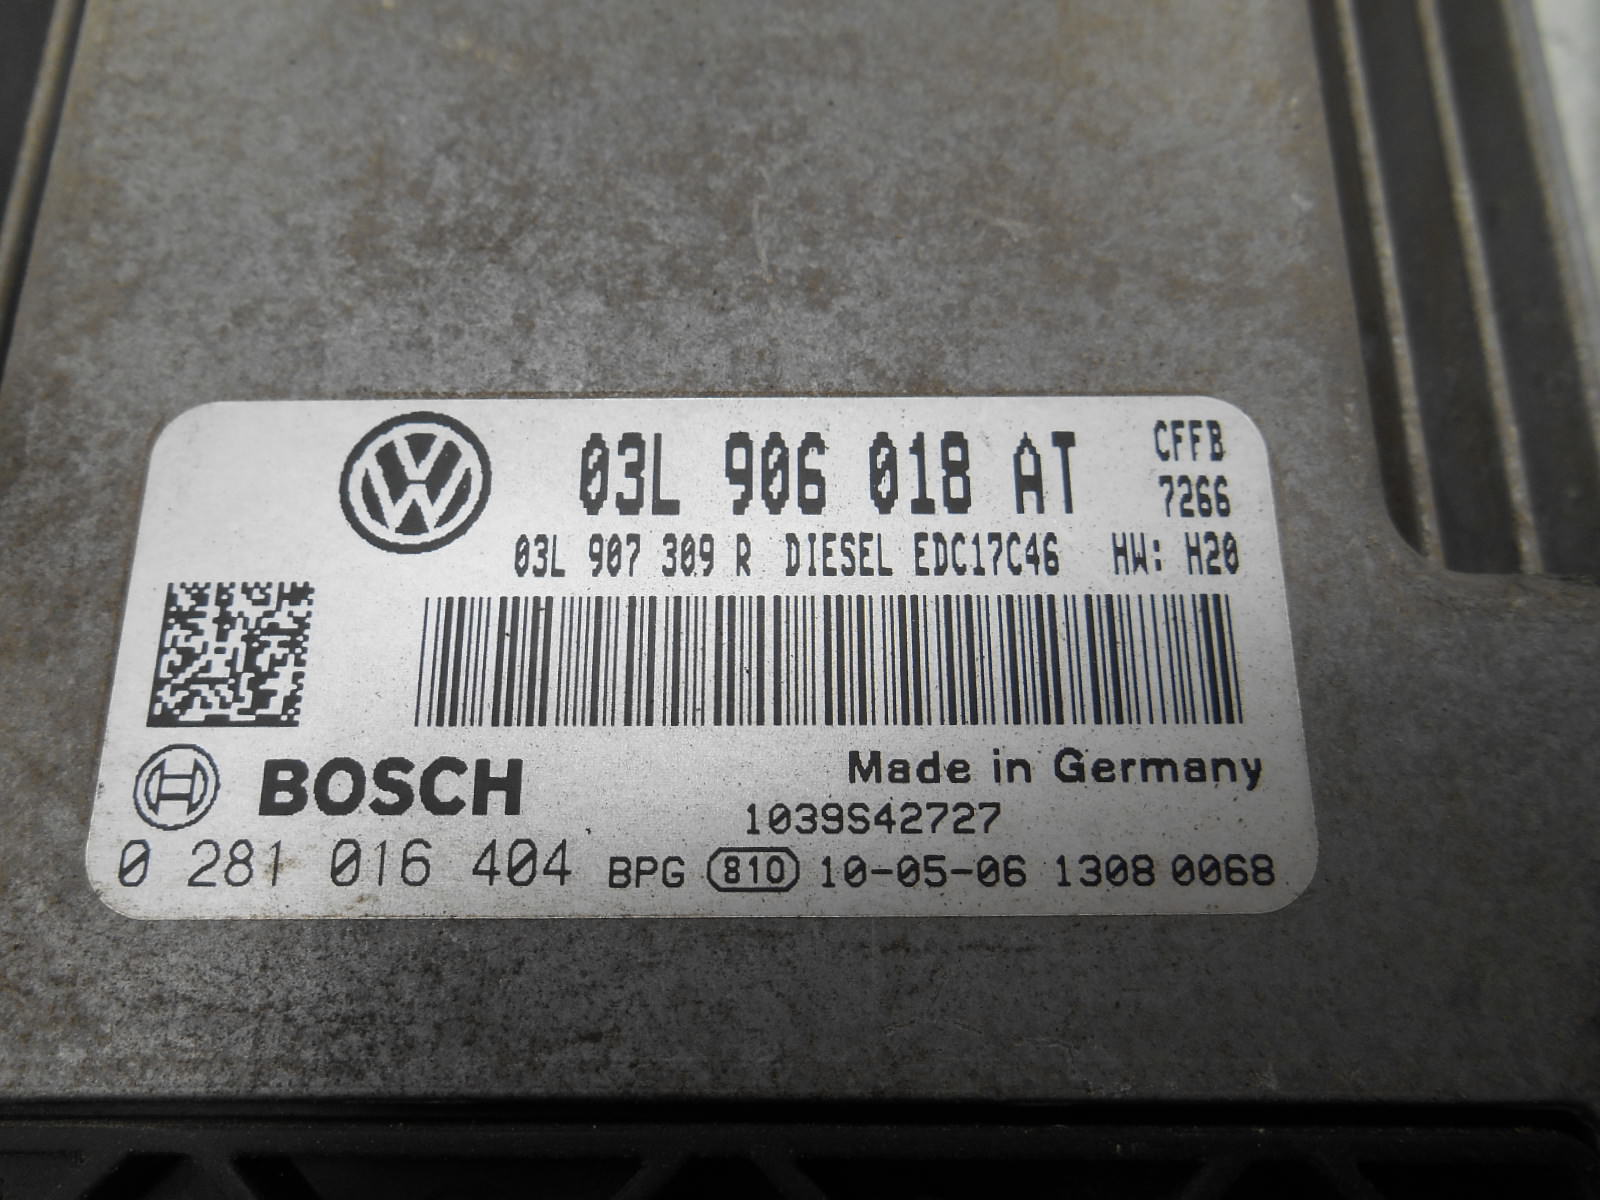 03L 906 018 AT CFFB
7266
03L 907 309 R DIESEL EDC17C46 HW: H20
BOSCH
Made in Germany
1039S42727
0 281 016 404 BPG 810 10-05-06 1308 0068